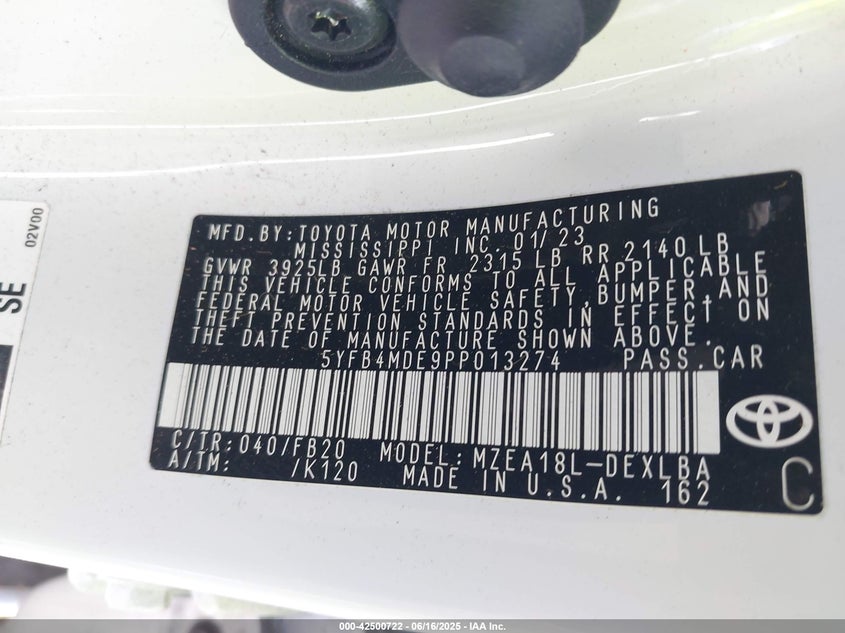 02V00
SE
MFD.BY:TOYOTA MOTOR MANUFACTURING
MISSISSIPPI INC. 01/23
GVWR 3925LB GAWR FR 2315 LB RR 2140 LB
THIS VEHICLE CONFORMS TO ALL APPLICABLE
FEDERAL MOTOR VEHICLE SAFETY,BUMPER,AND
THEFT PREVENTION STANDARDS IN EFFECT ON
THE DATE OF MANUFACTURE SHOWN ABOVE.
5YFB4MDE9PP013274 PASS.CAR
C/TR:040/FB20 MODEL:MZEA18L-DEXLBA
A/TM: /K120 MADE IN U.S.A. 162
C
000-42500722 - 06/16/2025 - IAA Inc.